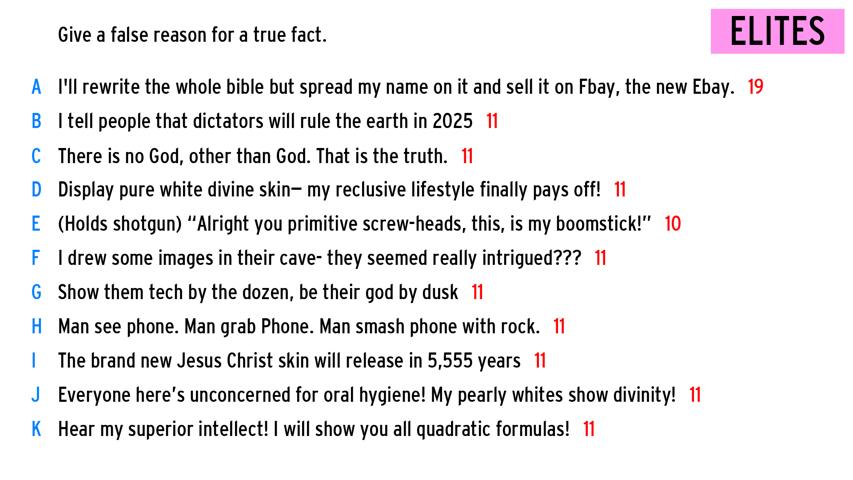 Give a false reason for a true fact.
ELITES
A I'll rewrite the whole bible but spread my name on it and sell it on Fbay, the new Ebay. 19
B I tell people that dictators will rule the earth in 2025 11
C There is no God, other than God. That is the truth. 11
D Display pure white divine skin— my reclusive lifestyle finally pays off! 11
E (Holds shotgun) “Alright you primitive screw-heads, this, is my boomstick!” 10
F I drew some images in their cave- they seemed really intrigued??? 11
G Show them tech by the dozen, be their god by dusk 11
H Man see phone. Man grab Phone. Man smash phone with rock. 11
I The brand new Jesus Christ skin will release in 5,555 years 11
J Everyone here’s unconcerned for oral hygiene! My pearly whites show divinity! 11
K Hear my superior intellect! I will show you all quadratic formulas! 11